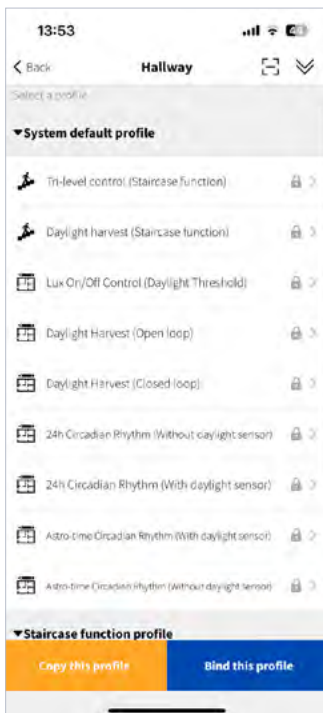 13:53
Back
Hallway
Select a profile
▼System default profile
Tri-level control (Staircase function)
Daylight harvest (Staircase function)
Lux On/Off Control (Daylight Threshold)
Daylight Harvest (Open loop)
Daylight Harvest (Closed loop)
24h Circadian Rhythm (Without daylight sensor)
24h Circadian Rhythm (With daylight sensor)
Astro-time Circadian Rhythm (With daylight sensor)
Astro-time Circadian Rhythm (Without daylight sensor)
▼Staircase function profile
Copy this profile
Bind this profile